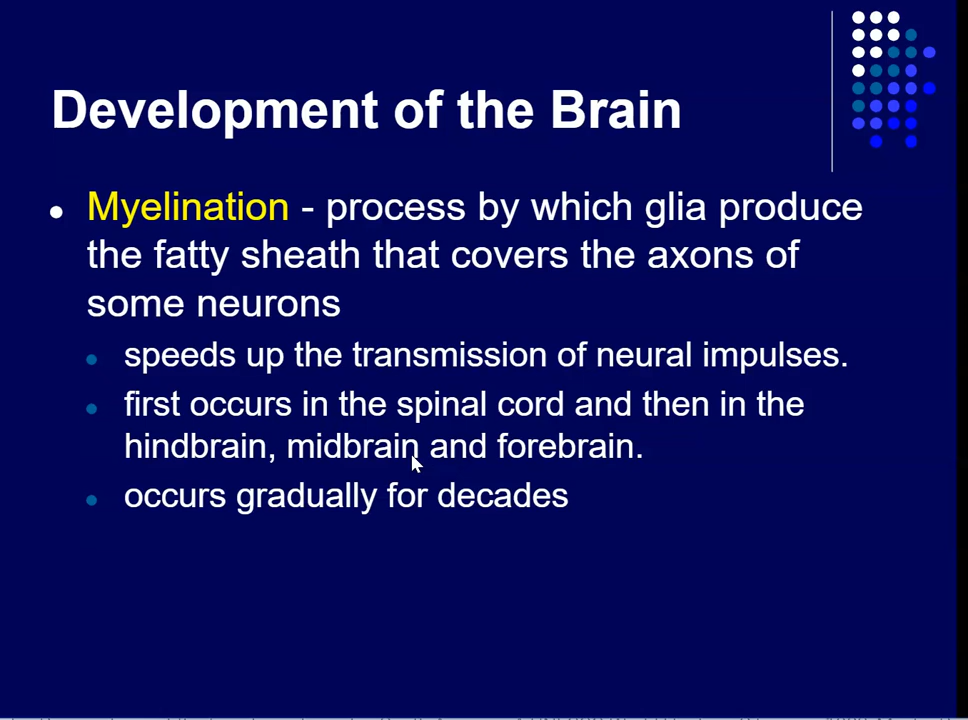 Development of the Brain
Myelination - process by which glia produce
the fatty sheath that covers the axons of
some neurons
speeds up the transmission of neural impulses.
first occurs in the spinal cord and then in the
hindbrain, midbrain and forebrain.
occurs gradually for decades